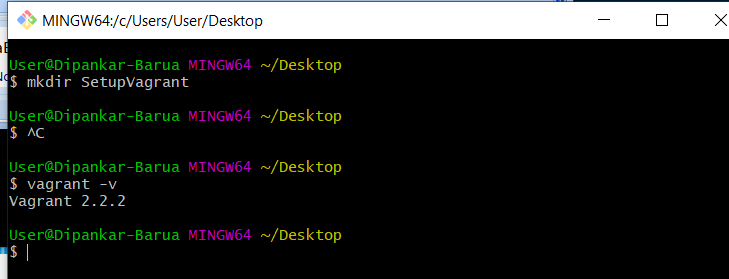 MINGW64:/c/Users/User/Desktop
User@Dipankar-Barua MINGW64 ~/Desktop
$ mkdir SetupVagrant
User@Dipankar-Barua MINGW64 ~/Desktop
$ ^C
User@Dipankar-Barua MINGW64 ~/Desktop
$ vagrant -v
Vagrant 2.2.2
User@Dipankar-Barua MINGW64 ~/Desktop
$